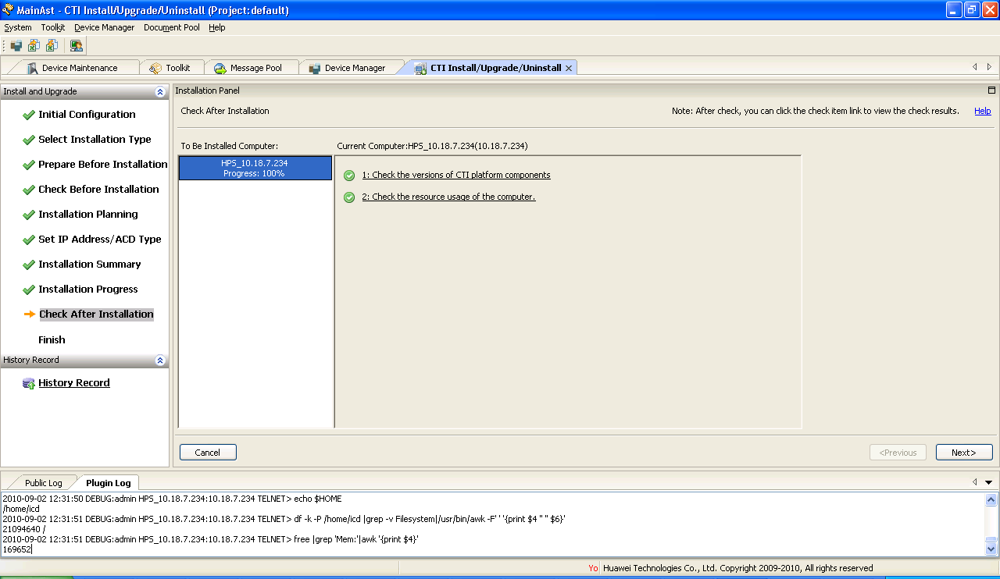 MainAst - CTI Install/Upgrade/Uninstall (Project:default)
System Toolkit Device Manager Document Pool Help
Device Maintenance Toolkit Message Pool Device Manager CTI Install/Upgrade/Uninstall
Install and Upgrade
Initial Configuration
Select Installation Type
Prepare Before Installation
Check Before Installation
Installation Planning
Set IP Address/ACD Type
Installation Summary
Installation Progress
Check After Installation
Finish
History Record
History Record
Installation Panel
Check After Installation
Note: After check, you can click the check item link to view the check results. Help
To Be Installed Computer:
HPS_10.18.7.234
Progress: 100%
Current Computer:HPS_10.18.7.234(10.18.7.234)
1: Check the versions of CTI platform components
2: Check the resource usage of the computer.
Cancel <Previous Next>
Public Log Plugin Log
2010-09-02 12:31:50 DEBUG:admin HPS_10.18.7.234:10.18.7.234 TELNET> echo $HOME
/home/icd
2010-09-02 12:31:51 DEBUG:admin HPS_10.18.7.234:10.18.7.234 TELNET> df -k -P /home/icd |grep -v Filesystem|/usr/bin/awk -F' ' '{print $4 " " $6}'
21094640 /
2010-09-02 12:31:51 DEBUG:admin HPS_10.18.7.234:10.18.7.234 TELNET> free |grep 'Mem:'|awk '{print $4}'
169652
Yo Huawei Technologies Co., Ltd. Copyright 2009-2010, All rights reserved